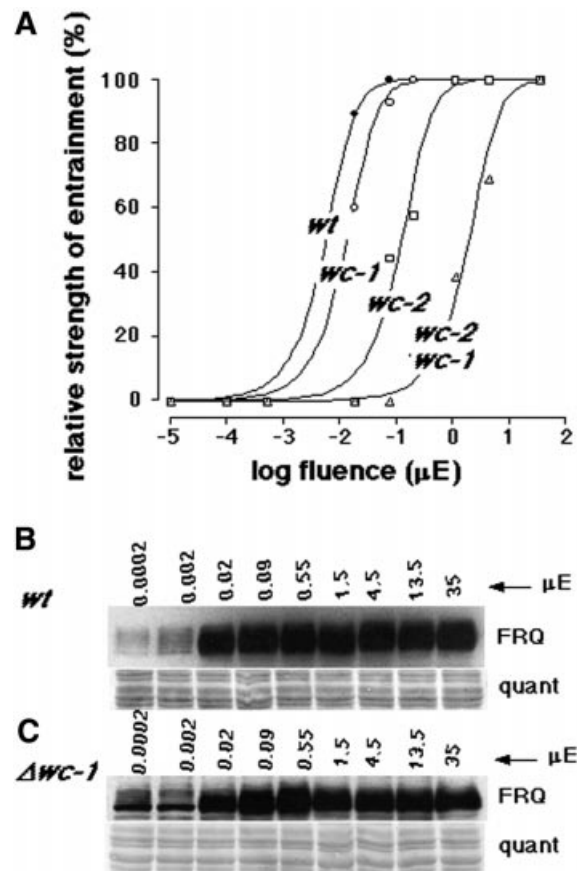 A
relative strength of entrainment (%)
100
80
60
40
20
0
wt
wc-1
wc-2
wc-2
wc-1
-5 -4 -3 -2 -1 0 1 2
log fluence (µE)
B
wt
0.0002 0.002 0.02 0.09 0.55 1.5 4.5 13.5 35 µE
FRQ
quant
C
Δwc-1
0.0002 0.002 0.02 0.09 0.55 1.5 4.5 13.5 35 µE
FRQ
quant